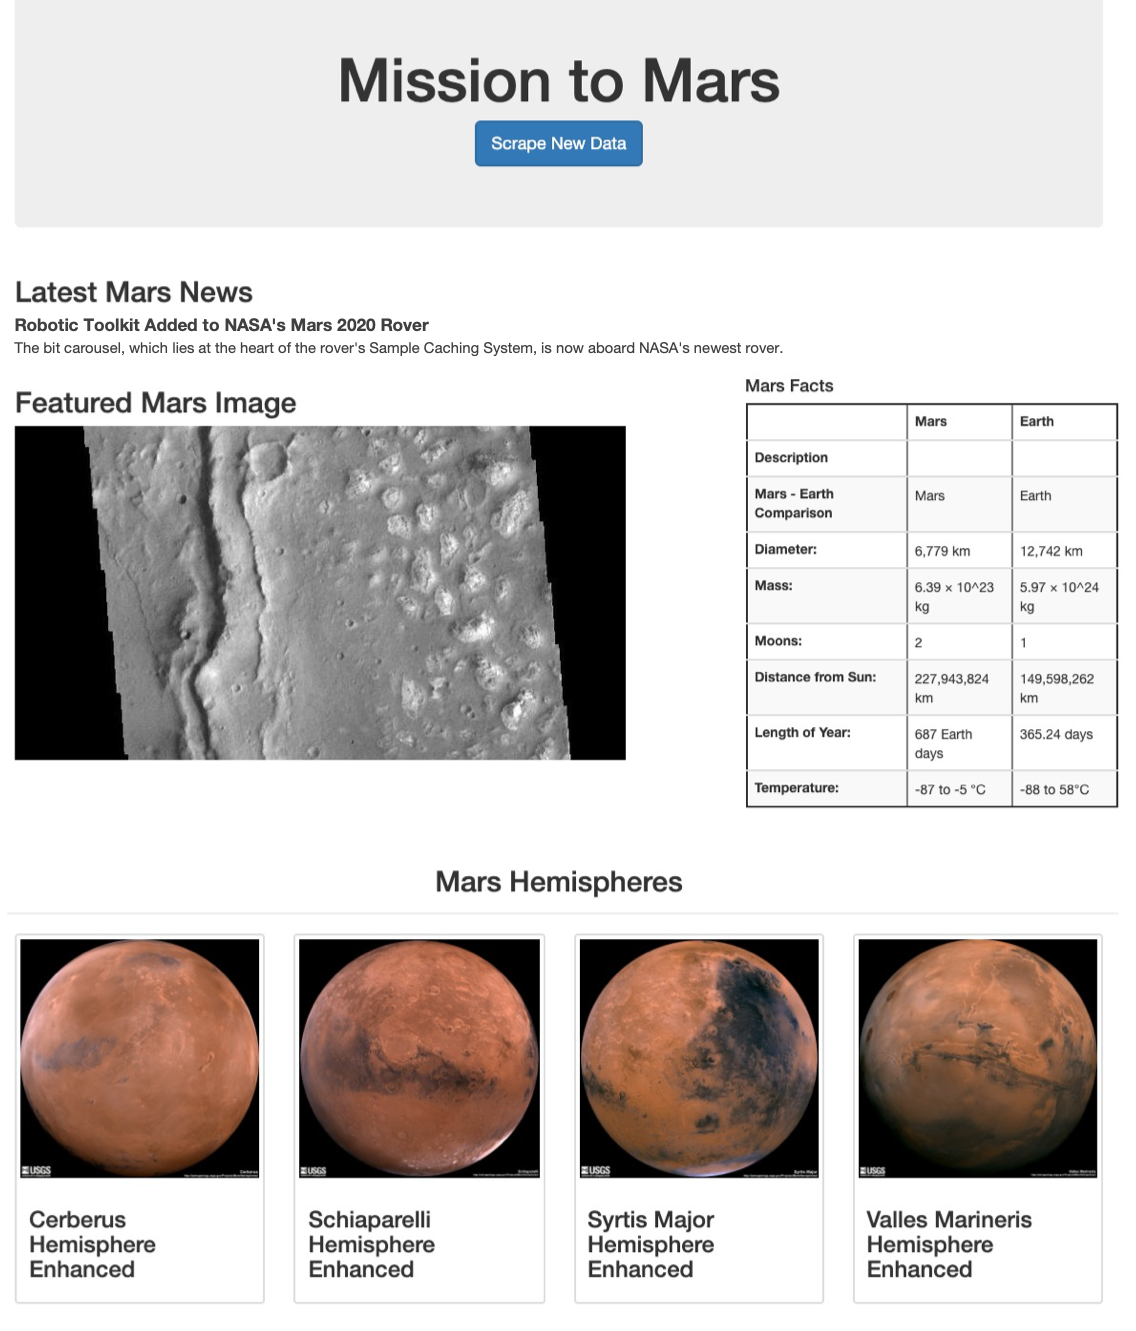 Mission to Mars
Scrape New Data
Latest Mars News
Robotic Toolkit Added to NASA's Mars 2020 Rover
The bit carousel, which lies at the heart of the rover's Sample Caching System, is now aboard NASA's newest rover.
Featured Mars Image
Mars Facts
Mars Earth
Description
Mars - Earth Comparison Mars Earth
Diameter: 6,779 km 12,742 km
Mass: 6.39 × 10^23 kg 5.97 × 10^24 kg
Moons: 2 1
Distance from Sun: 227,943,824 km 149,598,262 km
Length of Year: 687 Earth days 365.24 days
Temperature: -87 to -5 °C -88 to 58°C
Mars Hemispheres
USGS
USGS
USGS
USGS
Cerberus
Hemisphere
Enhanced
Schiaparelli
Hemisphere
Enhanced
Syrtis Major
Hemisphere
Enhanced
Valles Marineris
Hemisphere
Enhanced